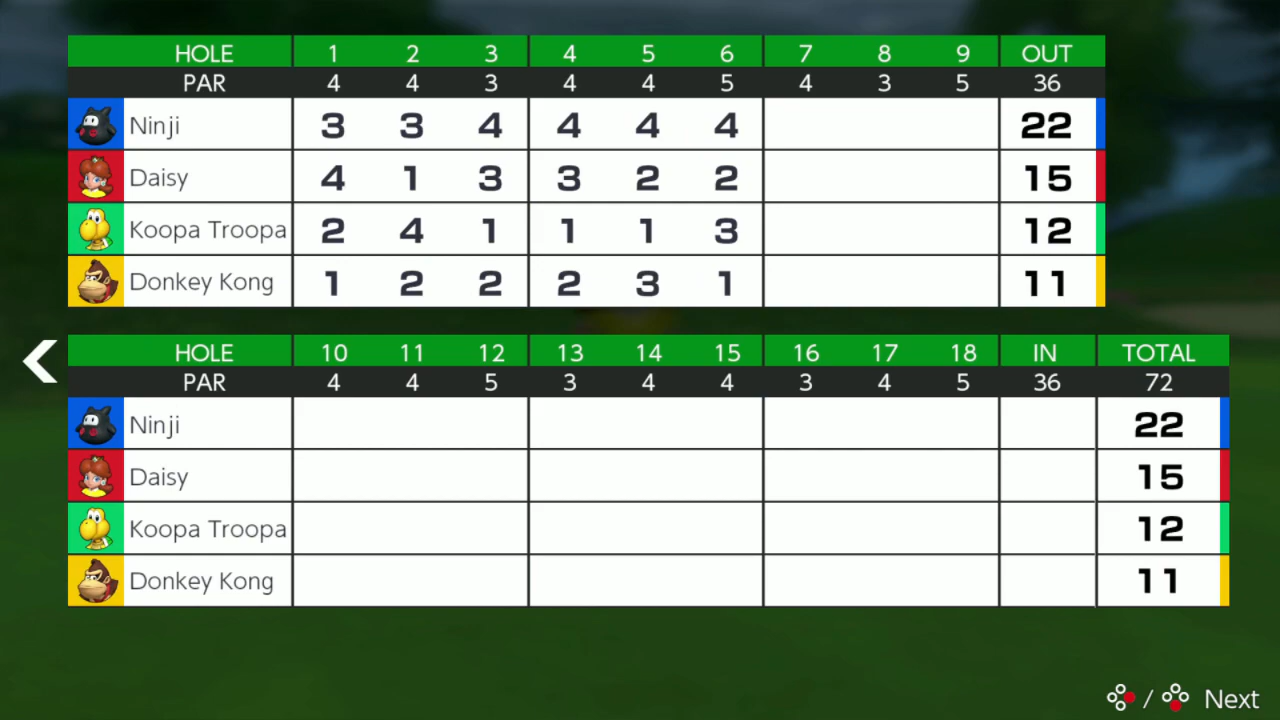 HOLE 1 2 3 4 5 6 7 8 9 OUT
PAR 4 4 3 4 4 5 4 3 5 36
Ninji 3 3 4 4 4 4 22
Daisy 4 1 3 3 2 2 15
Koopa Troopa 2 4 1 1 1 3 12
Donkey Kong 1 2 2 2 3 1 11
HOLE 10 11 12 13 14 15 16 17 18 IN TOTAL
PAR 4 4 5 3 4 4 3 4 5 36 72
Ninji 22
Daisy 15
Koopa Troopa 12
Donkey Kong 11
/ Next